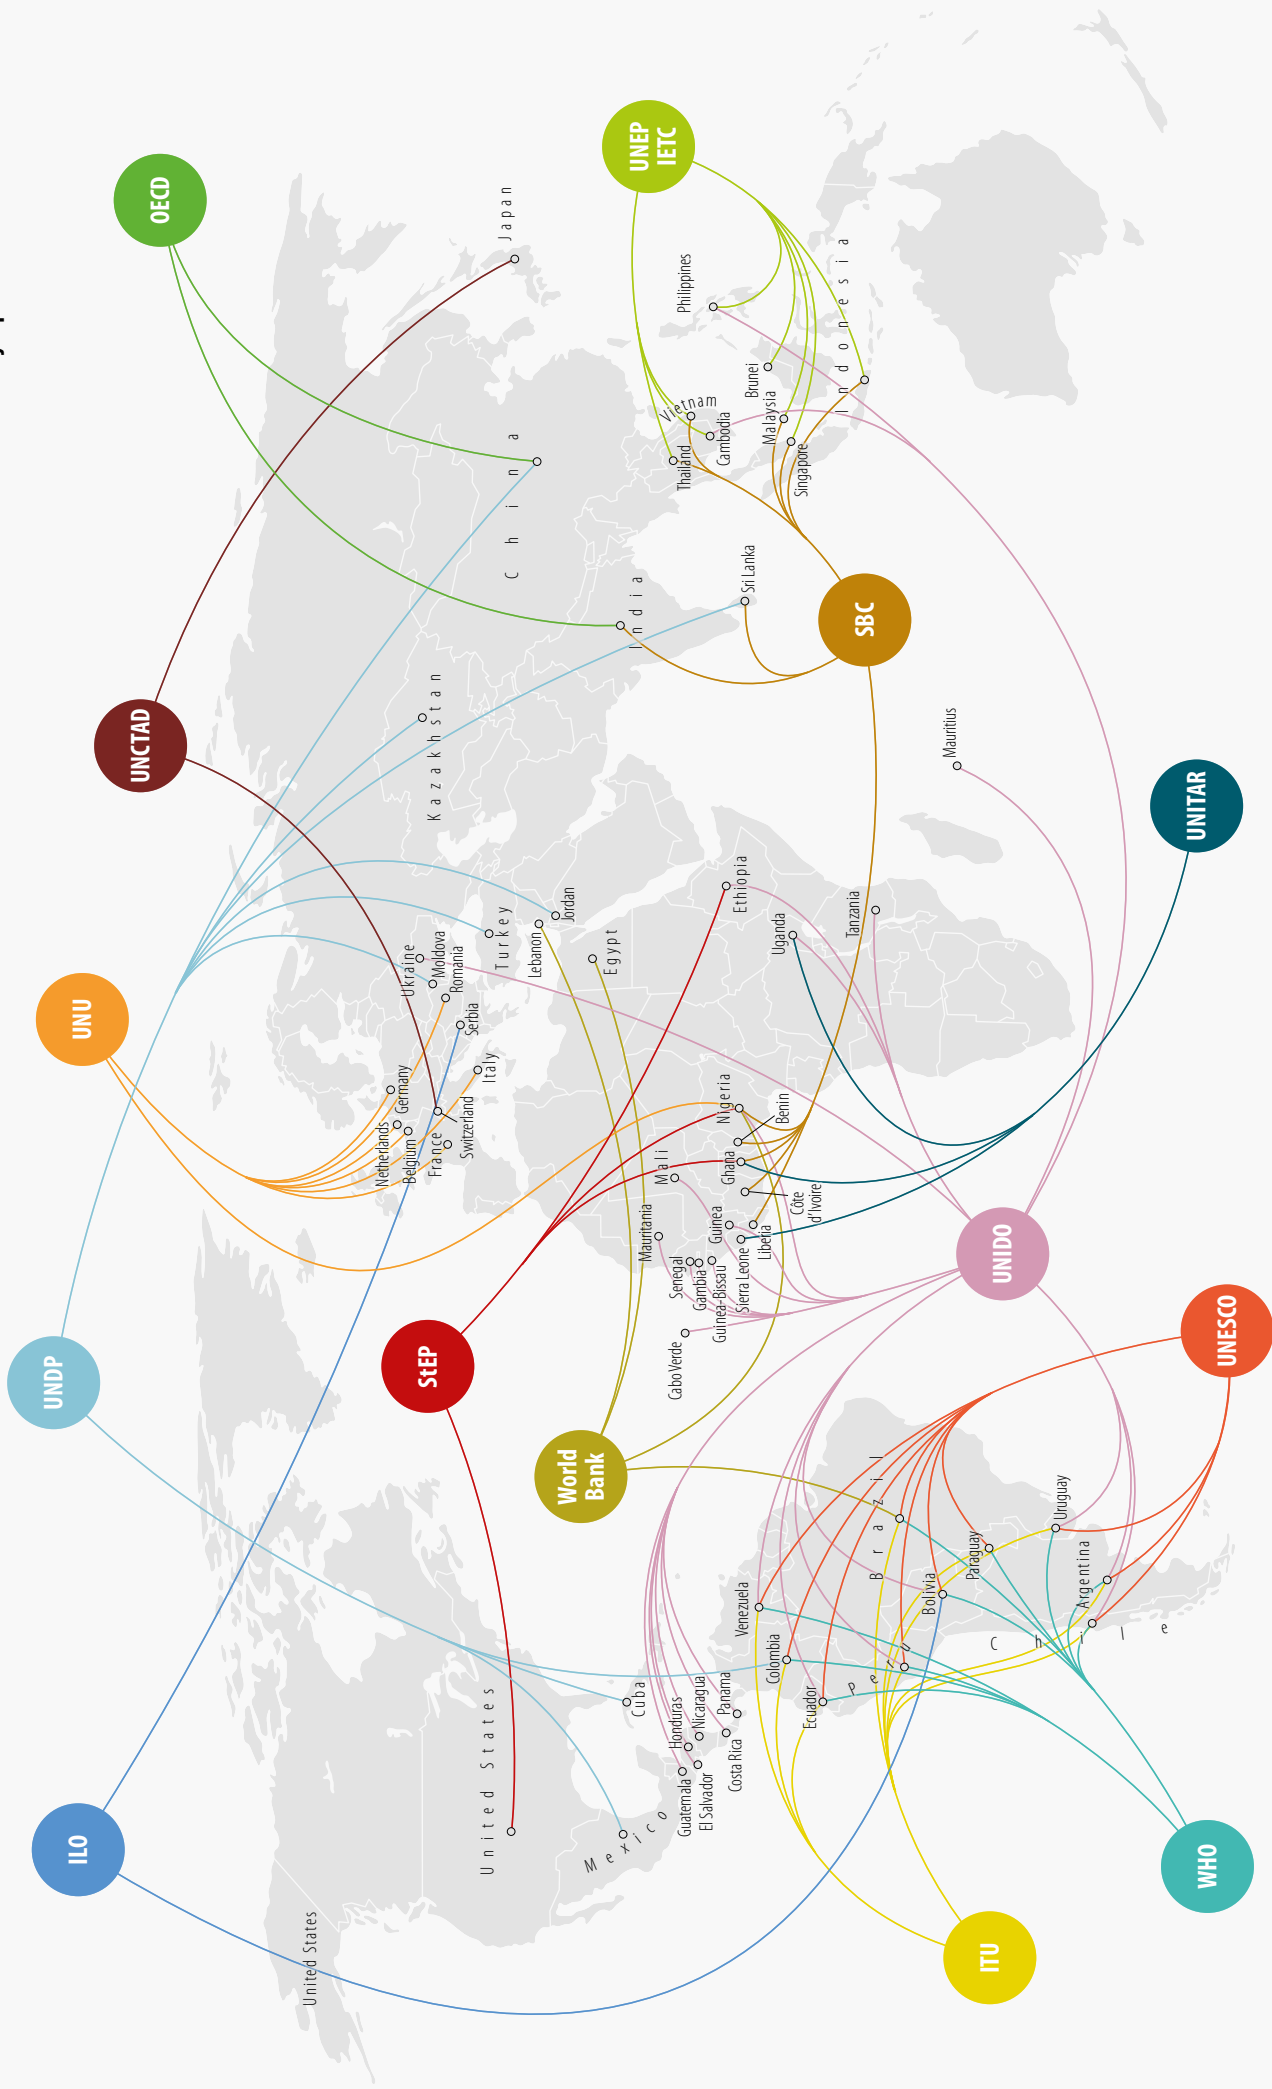 ILO
UNDP
UNU
UNCTAD
OECD
StEP
World
Bank
UNEP
IETC
SBC
UNITAR
UNIDO
UNESCO
WHO
ITU
United States
United States
Mexico
Cuba
Guatemala
Honduras
El Salvador
Nicaragua
Costa Rica
Panama
Venezuela
Colombia
Ecuador
Peru
Brazil
Bolivia
Paraguay
Uruguay
Argentina
Chile
Netherlands
Germany
Belgium
France
Switzerland
Italy
Serbia
Romania
Moldova
Ukraine
Turkey
Lebanon
Jordan
Egypt
Kazakhstan
China
Japan
India
Sri Lanka
Thailand
Vietnam
Cambodia
Philippines
Brunei
Malaysia
Singapore
Indonesia
Mauritius
Ethiopia
Uganda
Tanzania
Nigeria
Benin
Ghana
Côte
d'Ivoire
Mali
Mauritania
Senegal
Gambia
Guinea-Bissau
Guinea
Sierra Leone
Liberia
Cabo Verde